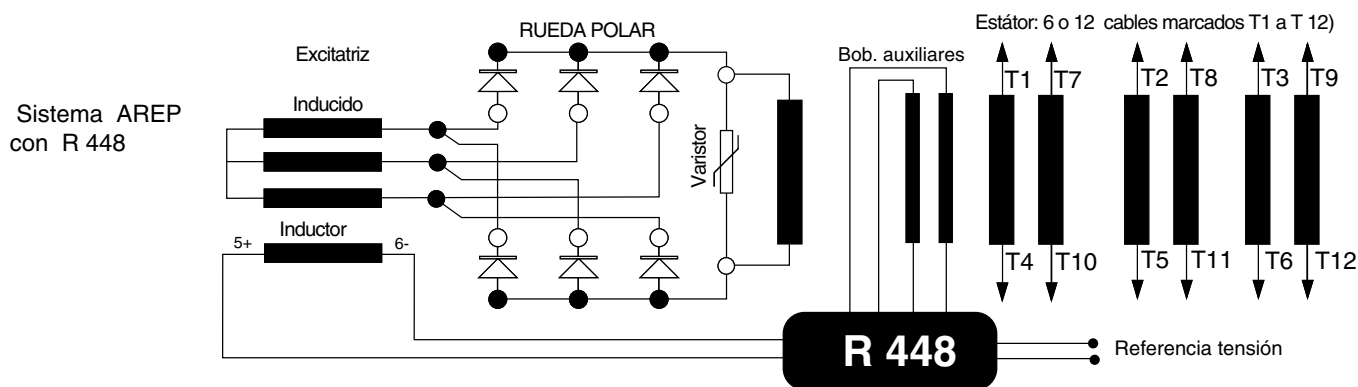 Estátor: 6 o 12 cables marcados T1 a T 12)
RUEDA POLAR
Excitatriz
Bob. auxiliares
T1
T7
T2
T8
T3
T9
Sistema AREP
con R 448
Inducido
Varistor
Inductor
5+
6-
T4
T10
T5
T11
T6
T12
R 448
Referencia tensión